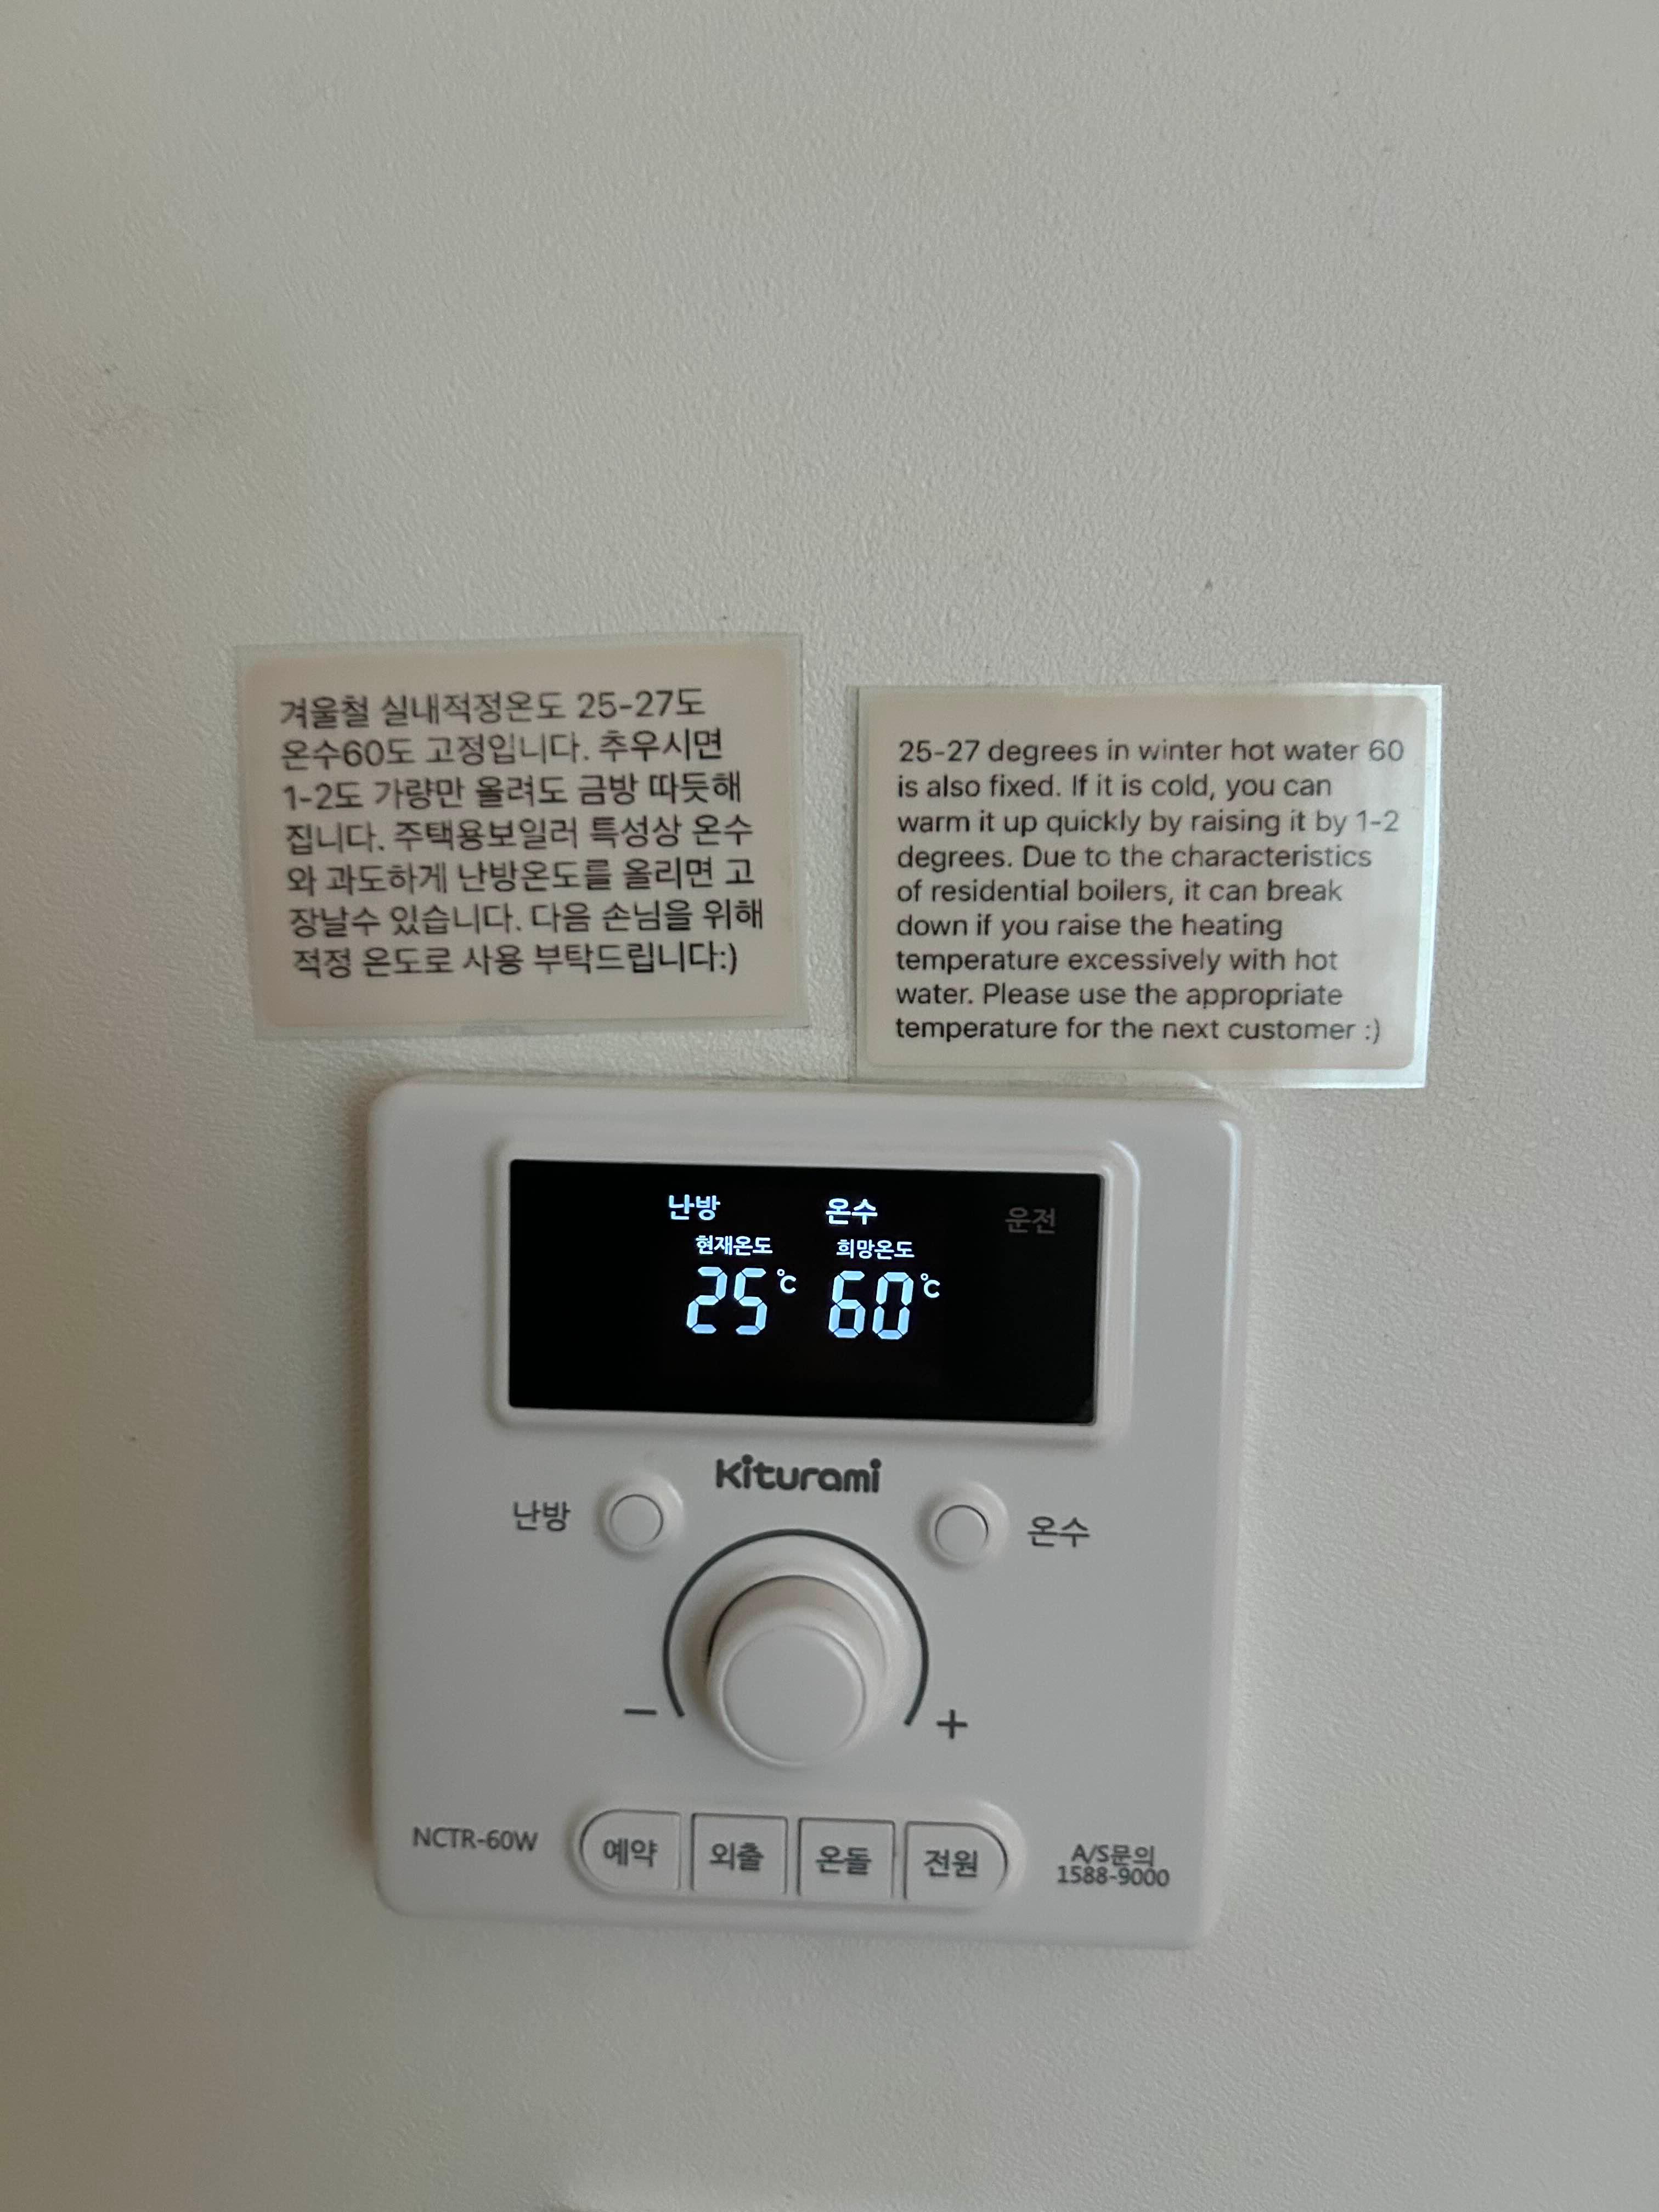 겨울철 실내적정온도 25-27도
온수60도 고정입니다. 추우시면
1-2도 가량만 올려도 금방 따듯해
집니다. 주택용보일러 특성상 온수
와 과도하게 난방온도를 올리면 고
장날수 있습니다. 다음 손님을 위해
적정 온도로 사용 부탁드립니다:)
25-27 degrees in winter hot water 60
is also fixed. If it is cold, you can
warm it up quickly by raising it by 1-2
degrees. Due to the characteristics
of residential boilers, it can break
down if you raise the heating
temperature excessively with hot
water. Please use the appropriate
temperature for the next customer :)
난방 온수 운전
현재온도 희망온도
25℃ 60℃
Kiturami
난방 온수
− +
NCTR-60W 예약 외출 온돌 전원 A/S문의
1588-9000